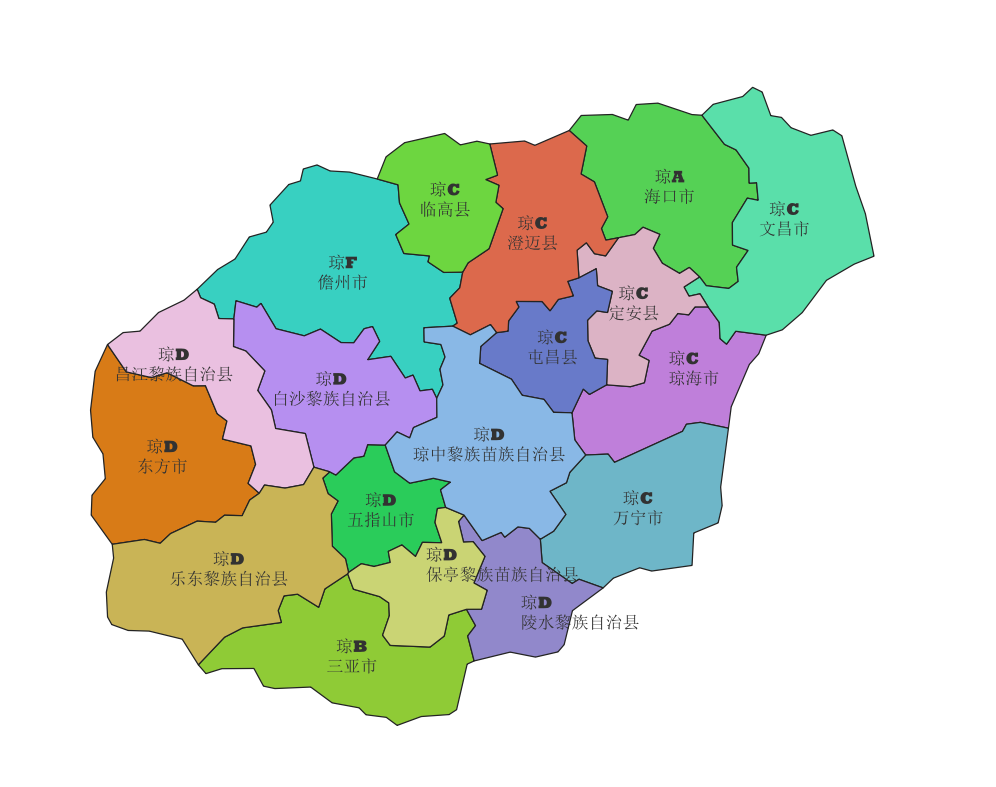 琼A
海口市
琼C
临高县
琼C
文昌市
琼C
澄迈县
琼F
儋州市
琼C
定安县
琼C
屯昌县
琼D
昌江黎族自治县
琼C
琼海市
琼D
白沙黎族自治县
琼D
琼中黎族苗族自治县
琼D
东方市
琼C
万宁市
琼D
五指山市
琼D
保亭黎族苗族自治县
琼D
乐东黎族自治县
琼D
陵水黎族自治县
琼B
三亚市